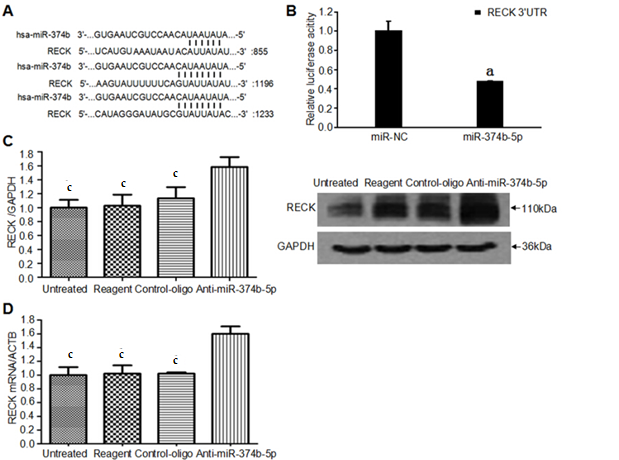 A
hsa-miR-374b 3'-...GUGAAUCGUCCAACAUAAUAUA...-5'
RECK 5'-...UCAUGUAAAUAAUACAUUAUAU...-3' :855
hsa-miR-374b 3'-...GUGAAUCGUCCAACAUAAUAUA...-5'
RECK 5'-...AAGUAUUUUUUCAGUAUUAUAU...-3' :1196
hsa-miR-374b 3'-...GUGAAUCGUCCAACAUAAUAUA...-5'
RECK 5'-...CAUAGGGAUAUGCGUAUUAUAC...-3' :1233
B
RECK 3'UTR
Relative luciferase acitity
1.2
1.0
0.8
0.6
0.4
0.2
0.0
a
miR-NC miR-374b-5p
C
RECK /GAPDH
1.8
1.6
1.4
1.2
1.0
0.8
0.6
0.4
0.2
0.0
c c c
Untreated Reagent Control-oligo Anti-miR-374b-5p
Untreated Reagent Control-oligo Anti-miR-374b-5p
RECK 110kDa
GAPDH 36kDa
D
RECK mRNA/ACTB
1.8
1.6
1.4
1.2
1.0
0.8
0.6
0.4
0.2
0.0
c c c
Untreated Reagent Control-oligo Anti-miR-374b-5p